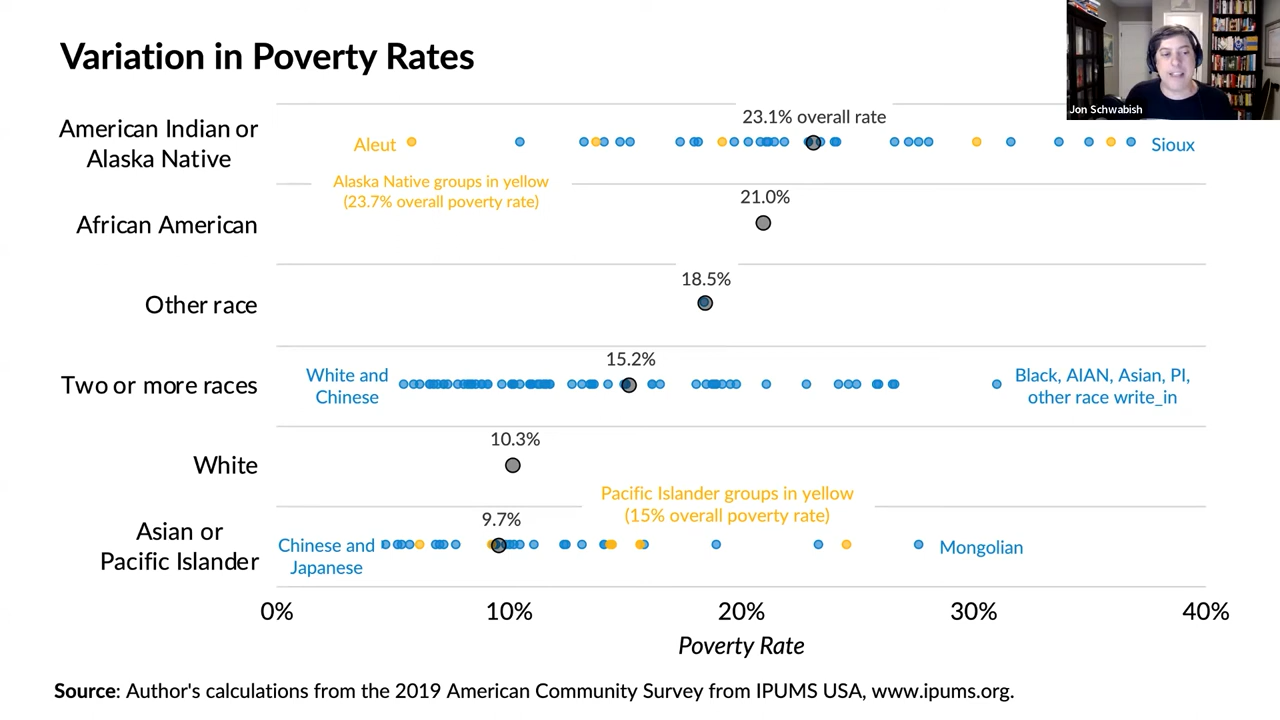 Variation in Poverty Rates
Jon Schwabish
American Indian or
Alaska Native
23.1% overall rate
Aleut
Sioux
Alaska Native groups in yellow
(23.7% overall poverty rate)
African American
21.0%
Other race
18.5%
Two or more races
15.2%
White and
Chinese
Black, AIAN, Asian, PI,
other race write_in
White
10.3%
Pacific Islander groups in yellow
(15% overall poverty rate)
Asian or
Pacific Islander
9.7%
Chinese and
Japanese
Mongolian
0% 10% 20% 30% 40%
Poverty Rate
Source: Author's calculations from the 2019 American Community Survey from IPUMS USA, www.ipums.org.